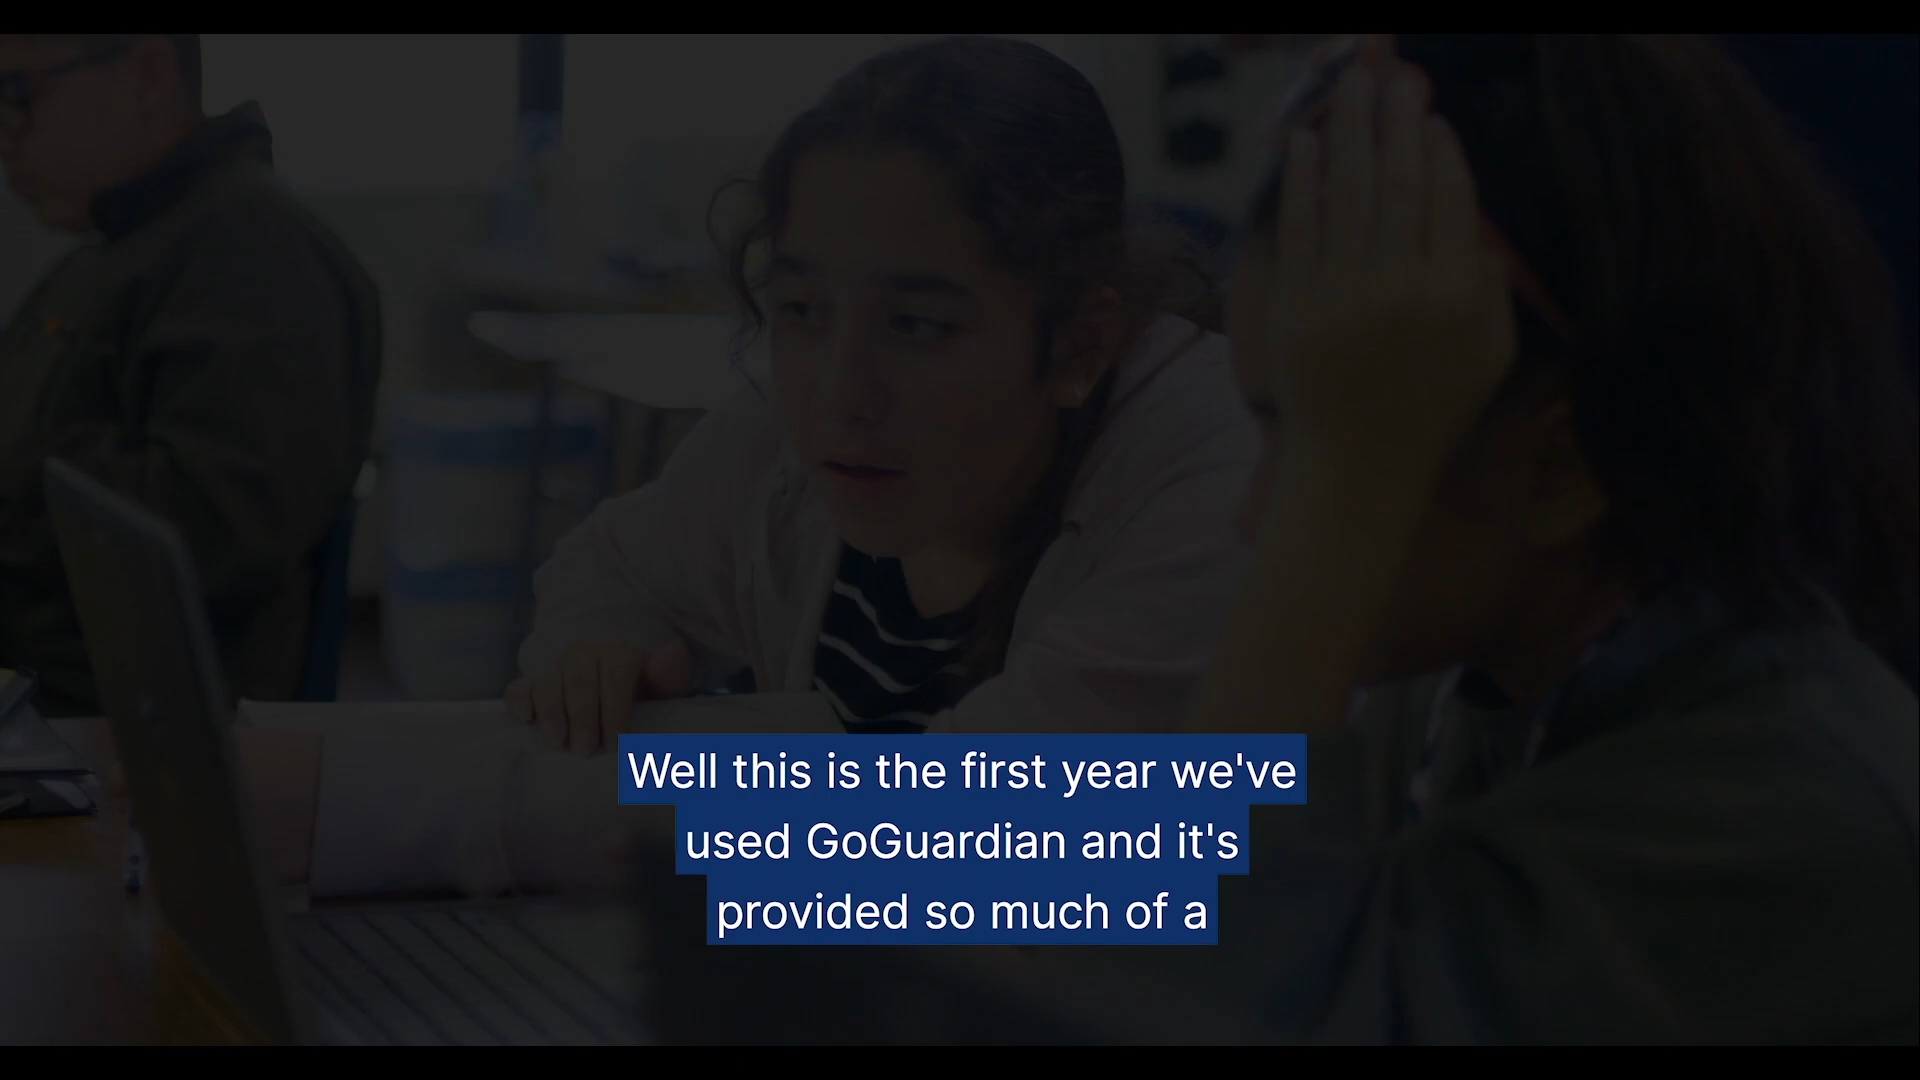 Well this is the first year we've
used GoGuardian and it's
provided so much of a